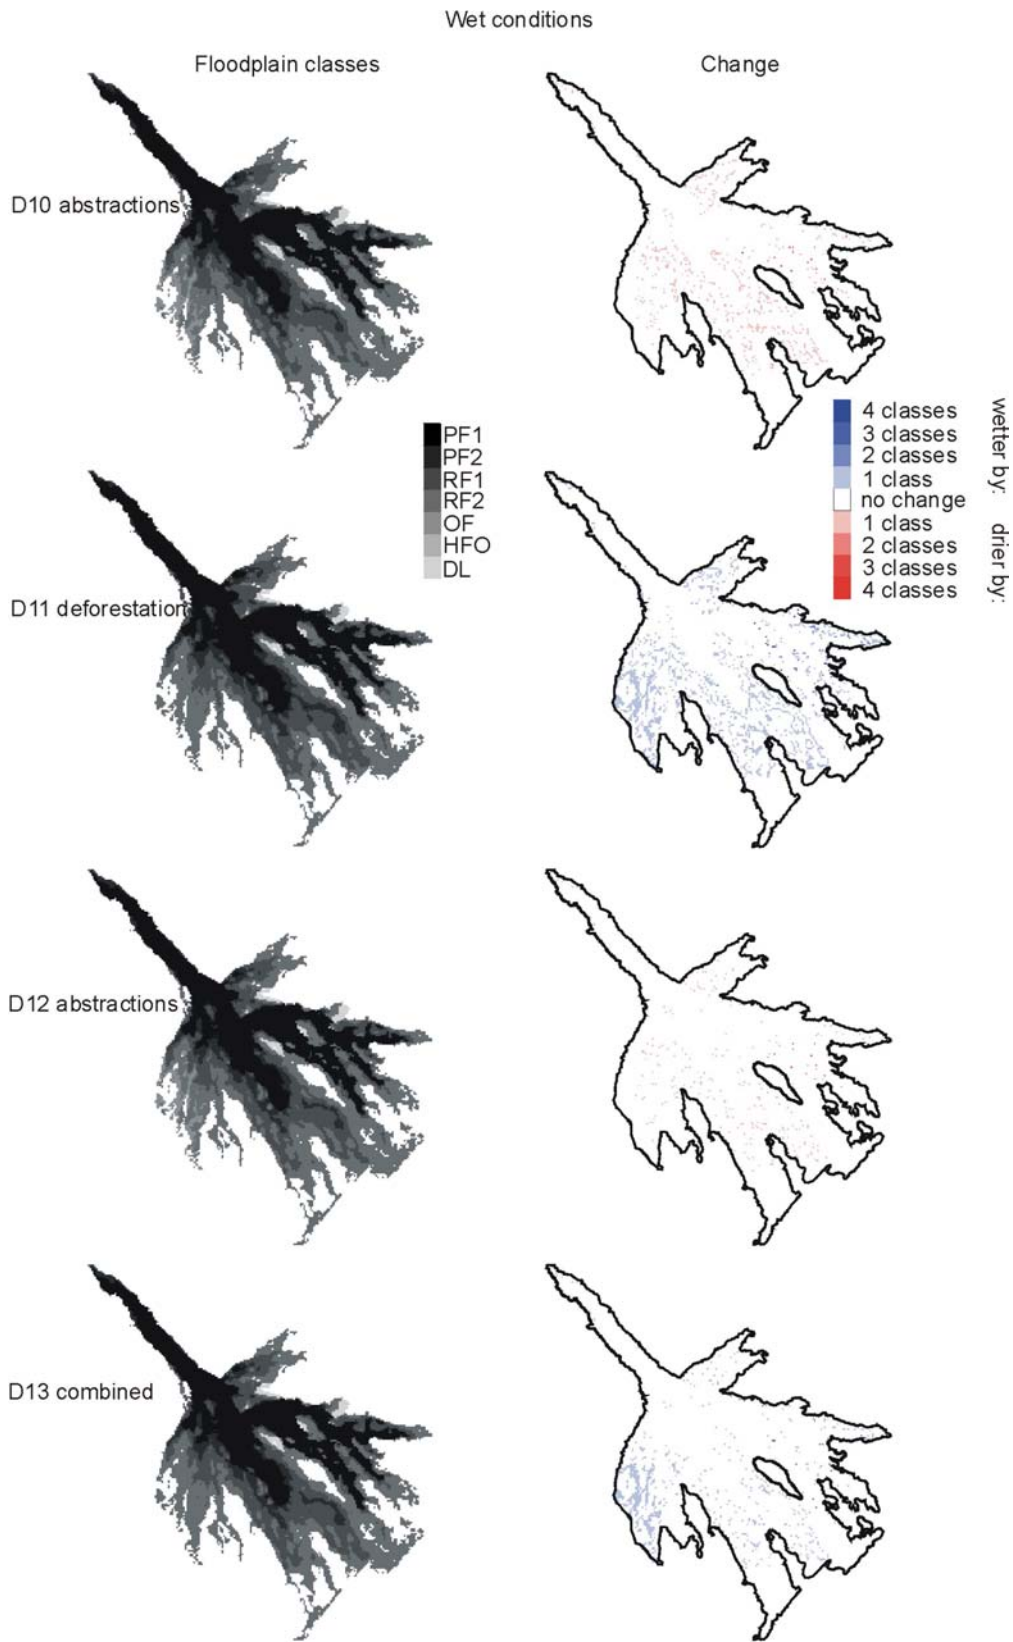 Wet conditions
Floodplain classes
Change
D10 abstractions
PF1
PF2
RF1
RF2
OF
HFO
DL
4 classes
3 classes
2 classes
1 class
no change
1 class
2 classes
3 classes
4 classes
wetter by:
drier by:
D11 deforestation
D12 abstractions
D13 combined